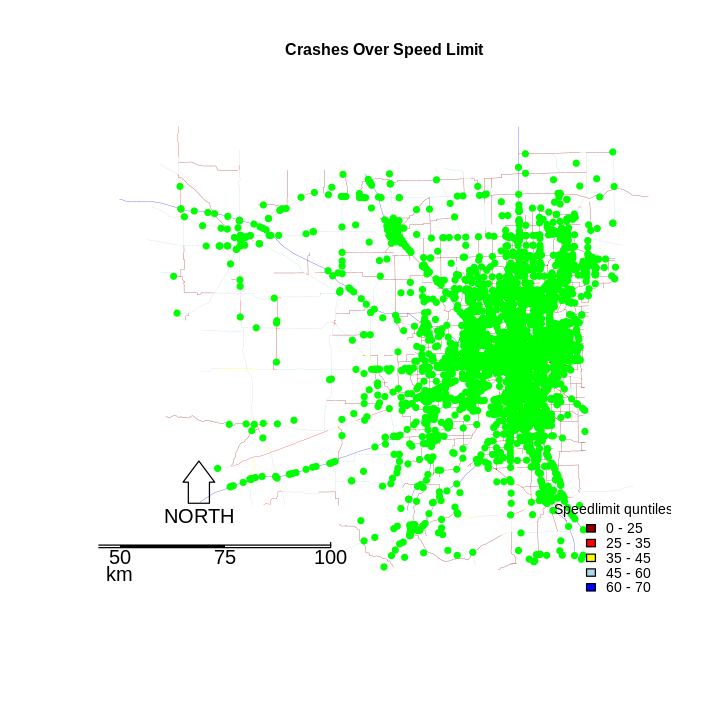 Crashes Over Speed Limit
NORTH
50 75 100
km
Speedlimit quntiles
0 - 25
25 - 35
35 - 45
45 - 60
60 - 70